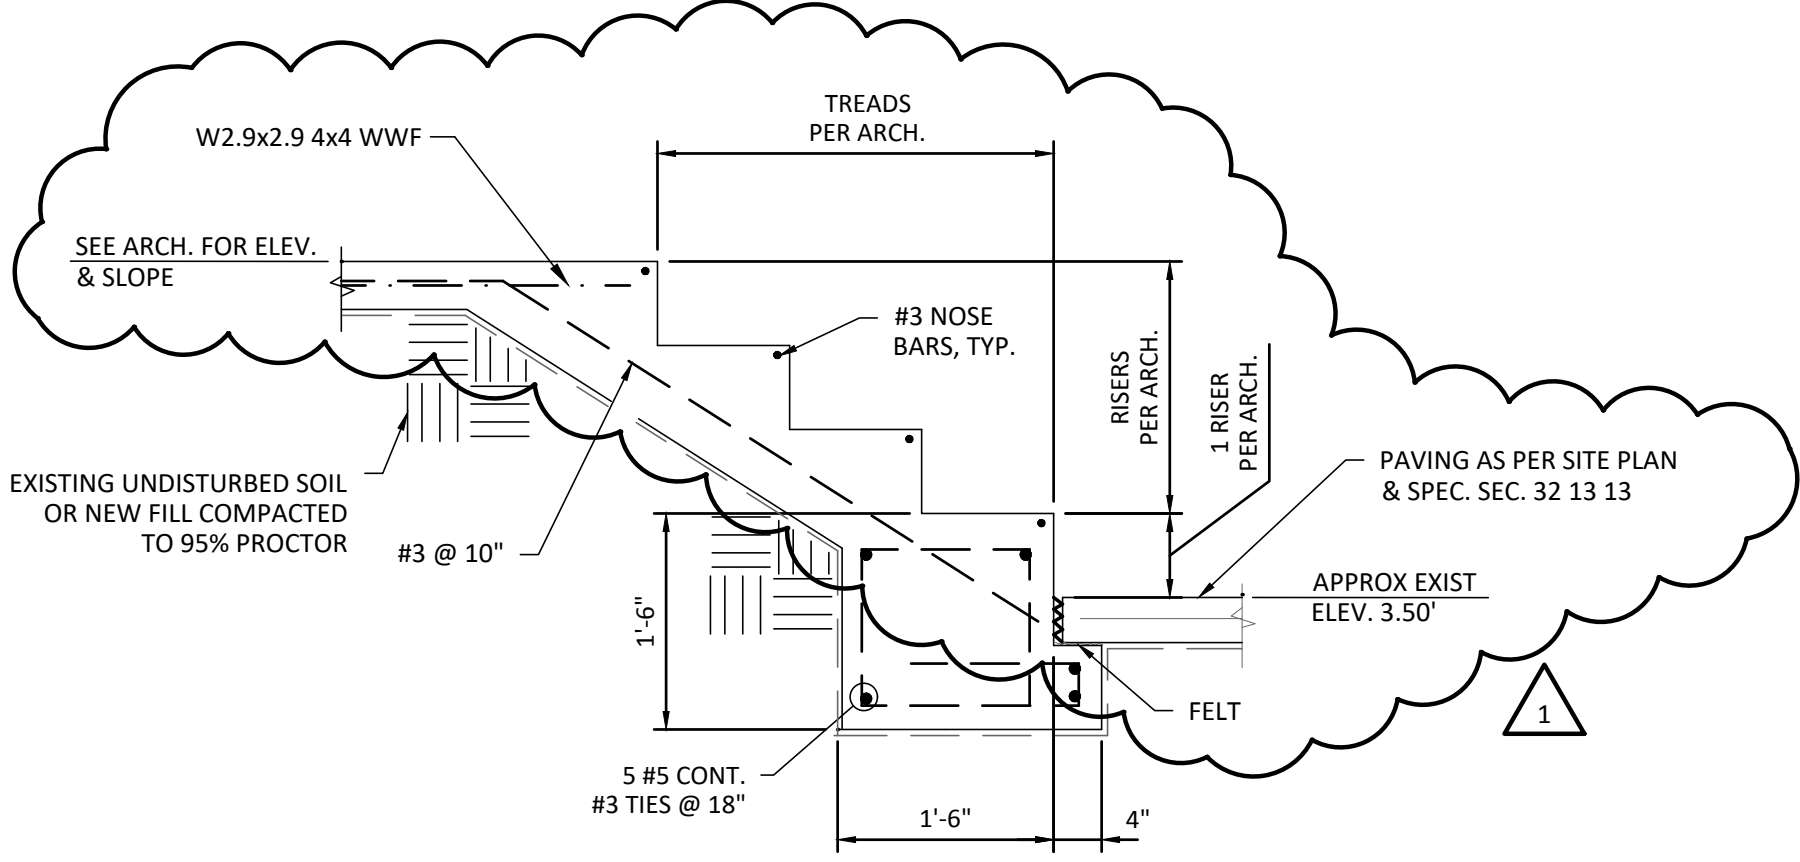 TREADS
PER ARCH.
W2.9x2.9 4x4 WWF
SEE ARCH. FOR ELEV.
& SLOPE
#3 NOSE
BARS, TYP.
RISERS
PER ARCH.
1 RISER
PER ARCH.
PAVING AS PER SITE PLAN
& SPEC. SEC. 32 13 13
EXISTING UNDISTURBED SOIL
OR NEW FILL COMPACTED
TO 95% PROCTOR
#3 @ 10"
1'-6"
APPROX EXIST
ELEV. 3.50'
FELT
1
5 #5 CONT.
#3 TIES @ 18"
1'-6"
4"